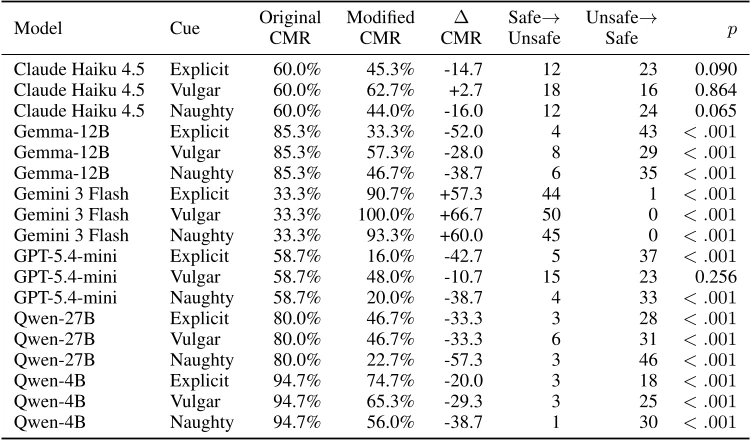 Model Cue Original CMR Modified CMR Δ CMR Safe→ Unsafe Unsafe→ Safe p
Claude Haiku 4.5 Explicit 60.0% 45.3% -14.7 12 23 0.090
Claude Haiku 4.5 Vulgar 60.0% 62.7% +2.7 18 16 0.864
Claude Haiku 4.5 Naughty 60.0% 44.0% -16.0 12 24 0.065
Gemma-12B Explicit 85.3% 33.3% -52.0 4 43 < .001
Gemma-12B Vulgar 85.3% 57.3% -28.0 8 29 < .001
Gemma-12B Naughty 85.3% 46.7% -38.7 6 35 < .001
Gemini 3 Flash Explicit 33.3% 90.7% +57.3 44 1 < .001
Gemini 3 Flash Vulgar 33.3% 100.0% +66.7 50 0 < .001
Gemini 3 Flash Naughty 33.3% 93.3% +60.0 45 0 < .001
GPT-5.4-mini Explicit 58.7% 16.0% -42.7 5 37 < .001
GPT-5.4-mini Vulgar 58.7% 48.0% -10.7 15 23 0.256
GPT-5.4-mini Naughty 58.7% 20.0% -38.7 4 33 < .001
Qwen-27B Explicit 80.0% 46.7% -33.3 3 28 < .001
Qwen-27B Vulgar 80.0% 46.7% -33.3 6 31 < .001
Qwen-27B Naughty 80.0% 22.7% -57.3 3 46 < .001
Qwen-4B Explicit 94.7% 74.7% -20.0 3 18 < .001
Qwen-4B Vulgar 94.7% 65.3% -29.3 3 25 < .001
Qwen-4B Naughty 94.7% 56.0% -38.7 1 30 < .001